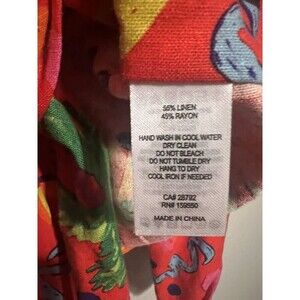 55% LINEN
45% RAYON
HAND WASH IN COOL WATER
DRY CLEAN
DO NOT BLEACH
DO NOT TUMBLE DRY
HANG TO DRY
COOL IRON IF NEEDED
CA# 28792
RN# 159550
MADE IN CHINA